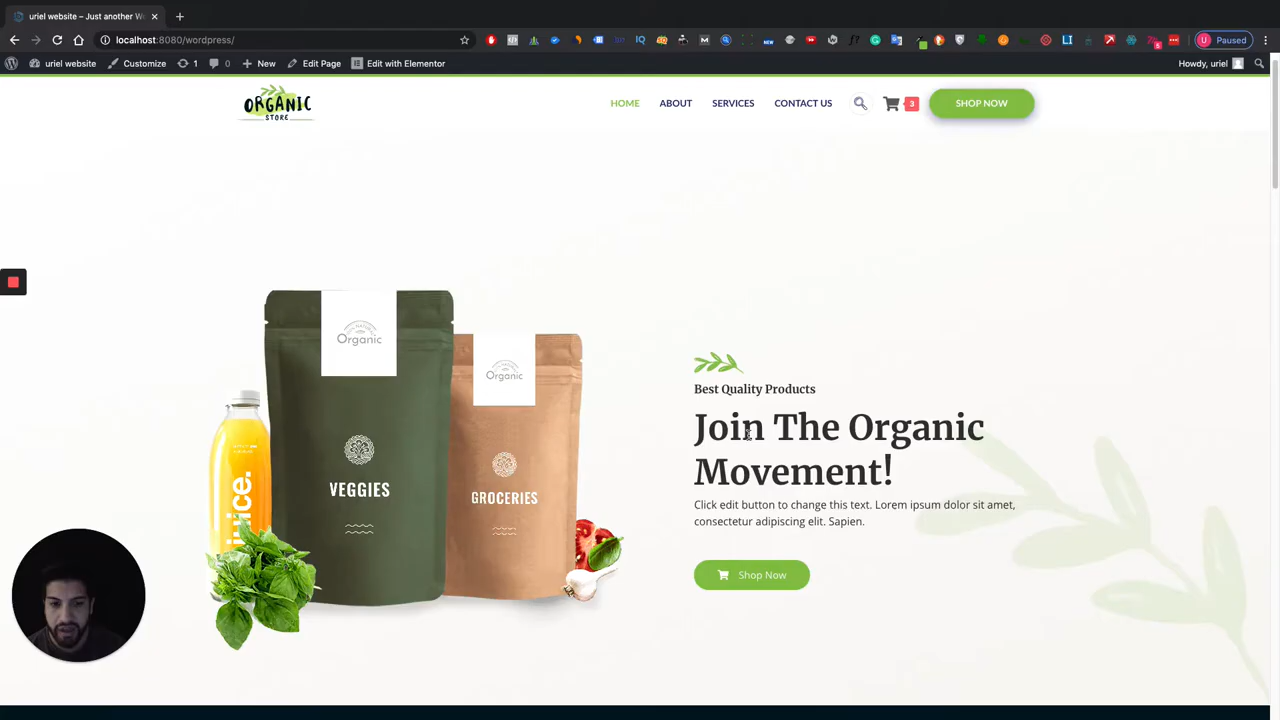 uriel website – Just another W
localhost:8080/wordpress/
Paused
uriel website
Customize
1
0
New
Edit Page
Edit with Elementor
Howdy, uriel
ORGANIC
STORE
HOME
ABOUT
SERVICES
CONTACT US
3
SHOP NOW
Organic
Organic
VEGGIES
GROCERIES
juice.
Best Quality Products
Join The Organic
Movement!
Click edit button to change this text. Lorem ipsum dolor sit amet,
consectetur adipiscing elit. Sapien.
Shop Now